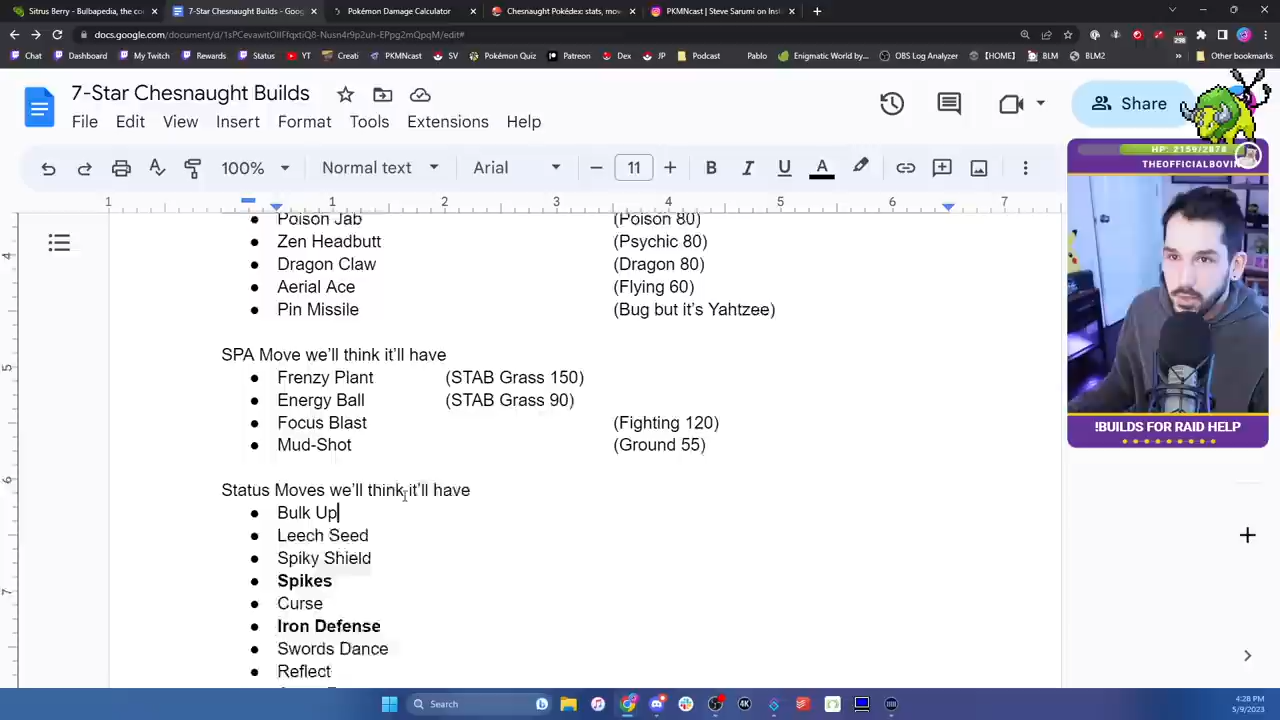 Sitrus Berry - Bulbapedia, the co
7-Star Chesnaught Builds - Goog
Pokémon Damage Calculator
Chesnaught Pokédex: stats, mov
PKMNcast | Steve Sarumi on Inst
docs.google.com/document/d/1sPCevawitOIIFfqxtiQ8-Nusn4r9p2uh-EPpg2mQpqM/edit#
Chat
Dashboard
My Twitch
Rewards
Status
YT
CP
PKMNcast
SV
Pokémon Quiz
Patreon
Dex
JP
Podcast
Pablo
Enigmatic World by...
OBS Log Analyzer
【HOME】
BLM
BLM2
Other bookmarks
7-Star Chesnaught Builds
File Edit View Insert Format Tools Extensions Help
Share
100% Normal text Arial 11
HP: 2159/2878
THEOFFICIALBOVIN
Poison Jab (Poison 80)
Zen Headbutt (Psychic 80)
Dragon Claw (Dragon 80)
Aerial Ace (Flying 60)
Pin Missile (Bug but it’s Yahtzee)
SPA Move we’ll think it’ll have
Frenzy Plant (STAB Grass 150)
Energy Ball (STAB Grass 90)
Focus Blast (Fighting 120)
Mud-Shot (Ground 55)
!BUILDS FOR RAID HELP
Status Moves we’ll think it’ll have
Bulk Up
Leech Seed
Spiky Shield
Spikes
Curse
Iron Defense
Swords Dance
Reflect
Search
4:28 PM
5/9/2023